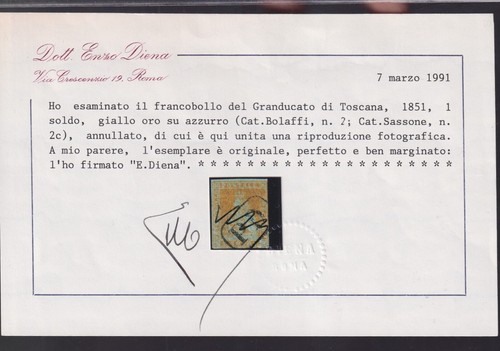 Dott. Enzo Diena
Via Crescenzio 19, Roma
7 marzo 1991
Ho esaminato il francobollo del Granducato di Toscana, 1851, 1
soldo, giallo oro su azzurro (Cat.Bolaffi, n. 2; Cat.Sassone, n.
2c), annullato, di cui è qui unita una riproduzione fotografica.
A mio parere, l'esemplare è originale, perfetto e ben marginato:
l'ho firmato "E.Diena". * * * * * * * * * * * * * * * * * * * * *